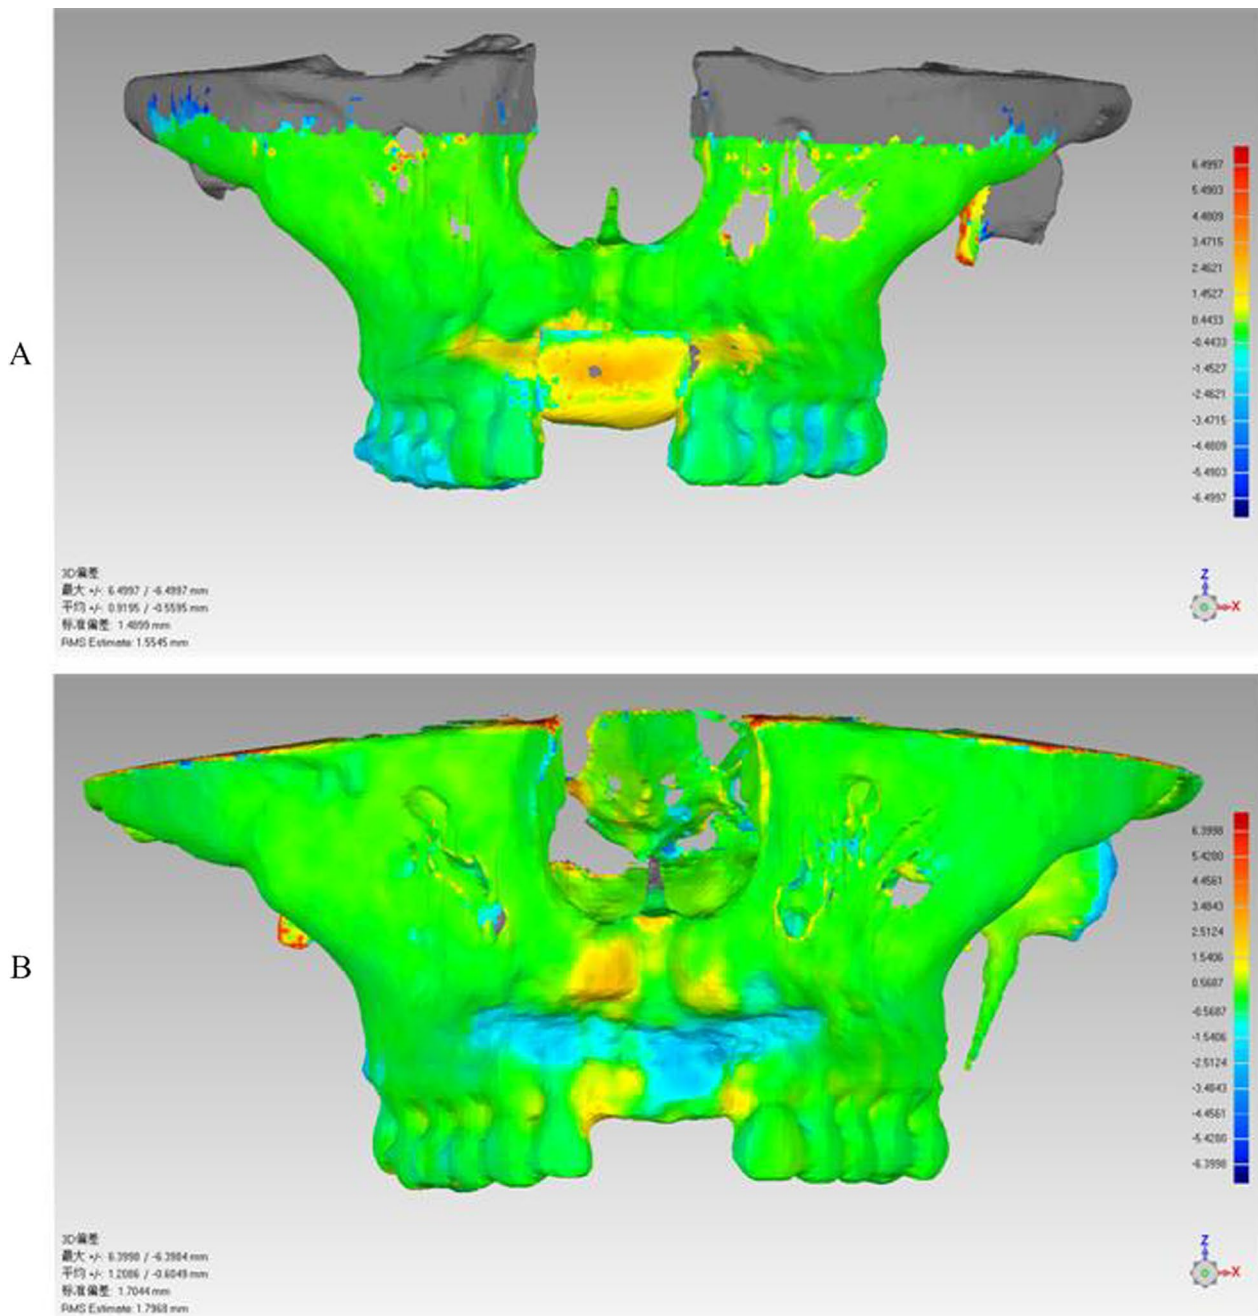 A
6.4997
5.4903
4.4809
3.4715
2.4621
1.4527
0.4433
-0.4433
-1.4527
-2.4621
-3.4715
-4.4809
-5.4903
-6.4997
3D偏差
最大 +/-: 6.4997 / -6.4997 mm
平均 +/-: 0.9195 / -0.5595 mm
标准偏差: 1.4899 mm
RMS Estimate: 1.5545 mm
Z
X
B
6.3998
5.4280
4.4561
3.4843
2.5124
1.5406
0.5687
-0.5687
-1.5406
-2.5124
-3.4843
-4.4561
-5.4280
-6.3998
3D偏差
最大 +/-: 6.3998 / -6.3984 mm
平均 +/-: 1.2086 / -0.6049 mm
标准偏差: 1.7044 mm
RMS Estimate: 1.7968 mm
Z
X